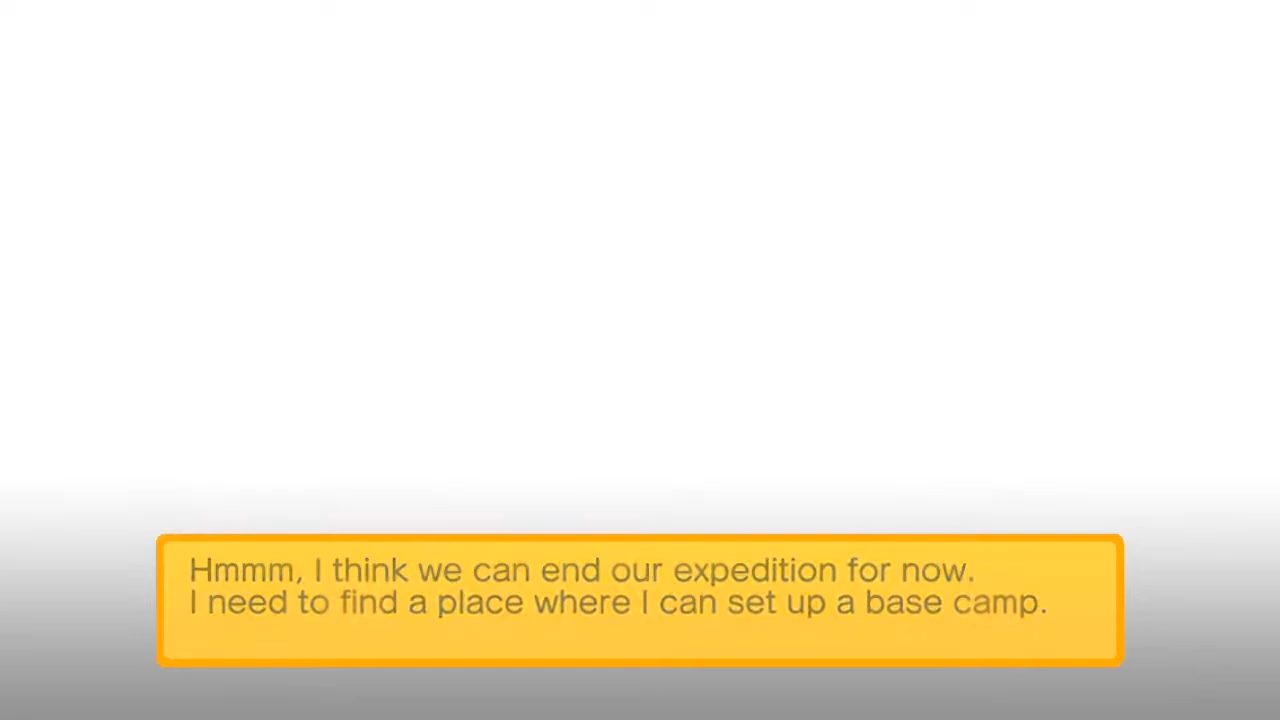 Hmmm, I think we can end our expedition for now.
I need to find a place where I can set up a base camp.